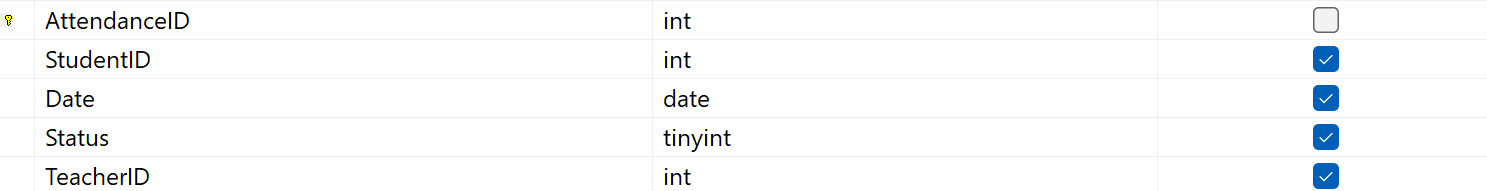 AttendanceID int
StudentID int
Date date
Status tinyint
TeacherID int